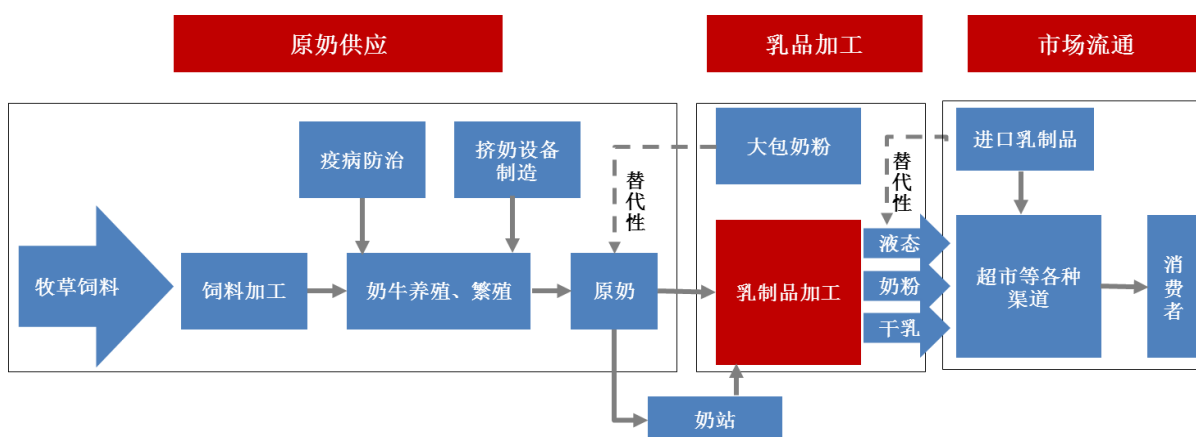 原奶供应
乳品加工
市场流通
疫病防治
挤奶设备
制造
替代性
大包奶粉
替代性
进口乳制品
牧草饲料
饲料加工
奶牛养殖、繁殖
原奶
乳制品加工
液态
奶粉
干乳
超市等各种
渠道
消费者
奶站